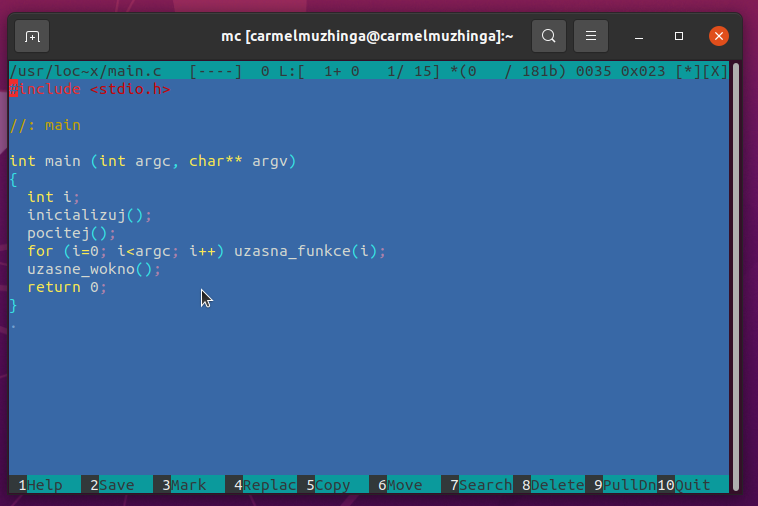 mc [carmelmuzhinga@carmelmuzhinga]:~
/usr/loc~x/main.c   [----]  0 L:[  1+ 0   1/ 15] *(0   / 181b) 0035 0x023 [*][X]
#include <stdio.h>
//: main
int main (int argc, char** argv)
{
  int i;
  inicializuj();
  pocitej();
  for (i=0; i<argc; i++) uzasna_funkce(i);
  uzasne_wokno();
  return 0;
}
.
1Help 2Save 3Mark 4Replac 5Copy 6Move 7Search 8Delete 9PullDn 10Quit